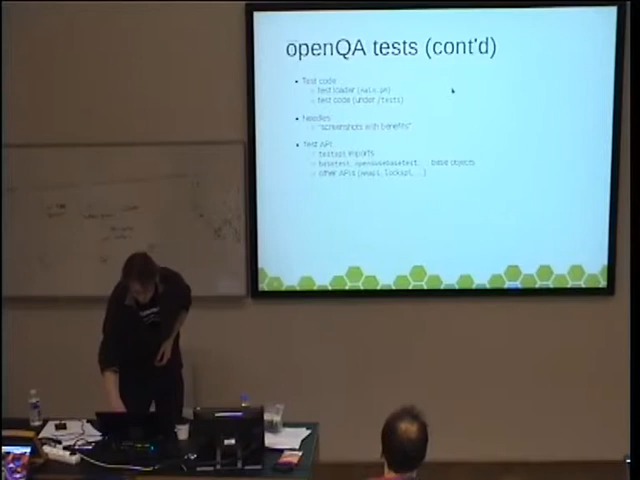 openQA tests (cont'd)
Test code
test loader (main.pm)
test code (under /tests)
Needles
"screenshots with benefits"
Test API
testapi exports
basetest, opensusebasetest, ... base objects
other APIs (mmapi, lockapi, ...)